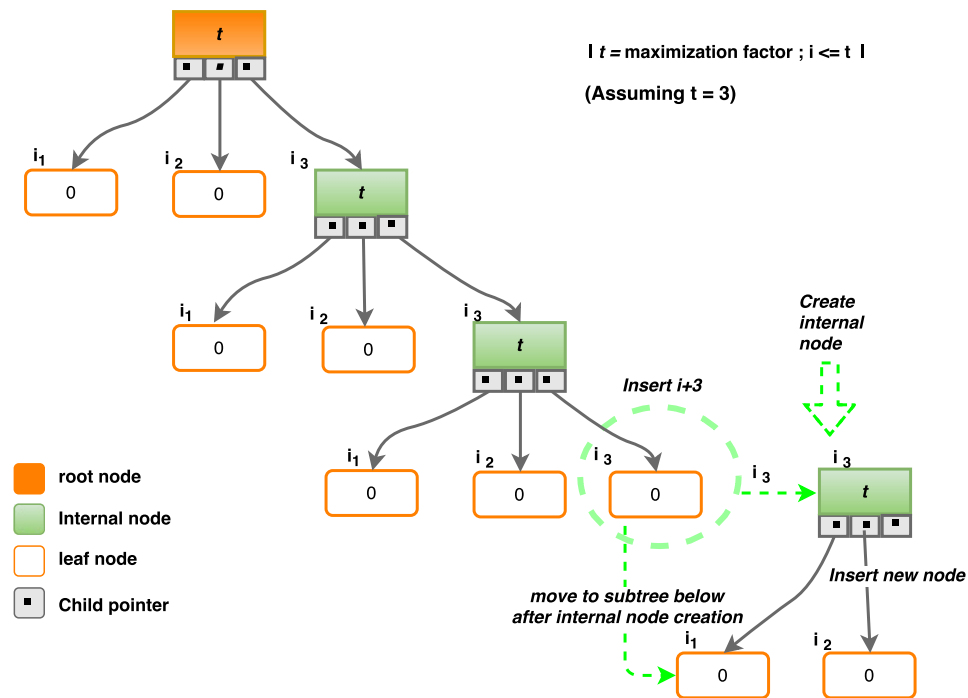 t
I t = maximization factor ; i <= t I
(Assuming t = 3)
i1
i2
i3
0
0
t
i1
i2
i3
0
0
t
Create
internal
node
Insert i+3
i1
i2
i3
0
0
0
i3
i3
t
root node
Internal node
leaf node
Child pointer
Insert new node
move to subtree below
after internal node creation
i1
i2
0
0